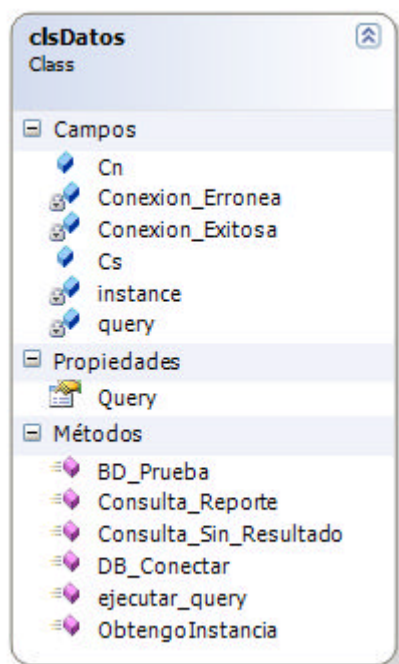 clsDatos
Class
Campos
Cn
Conexion_Erronea
Conexion_Exitosa
Cs
instance
query
Propiedades
Query
Métodos
BD_Prueba
Consulta_Reporte
Consulta_Sin_Resultado
DB_Conectar
ejecutar_query
ObtengoInstancia